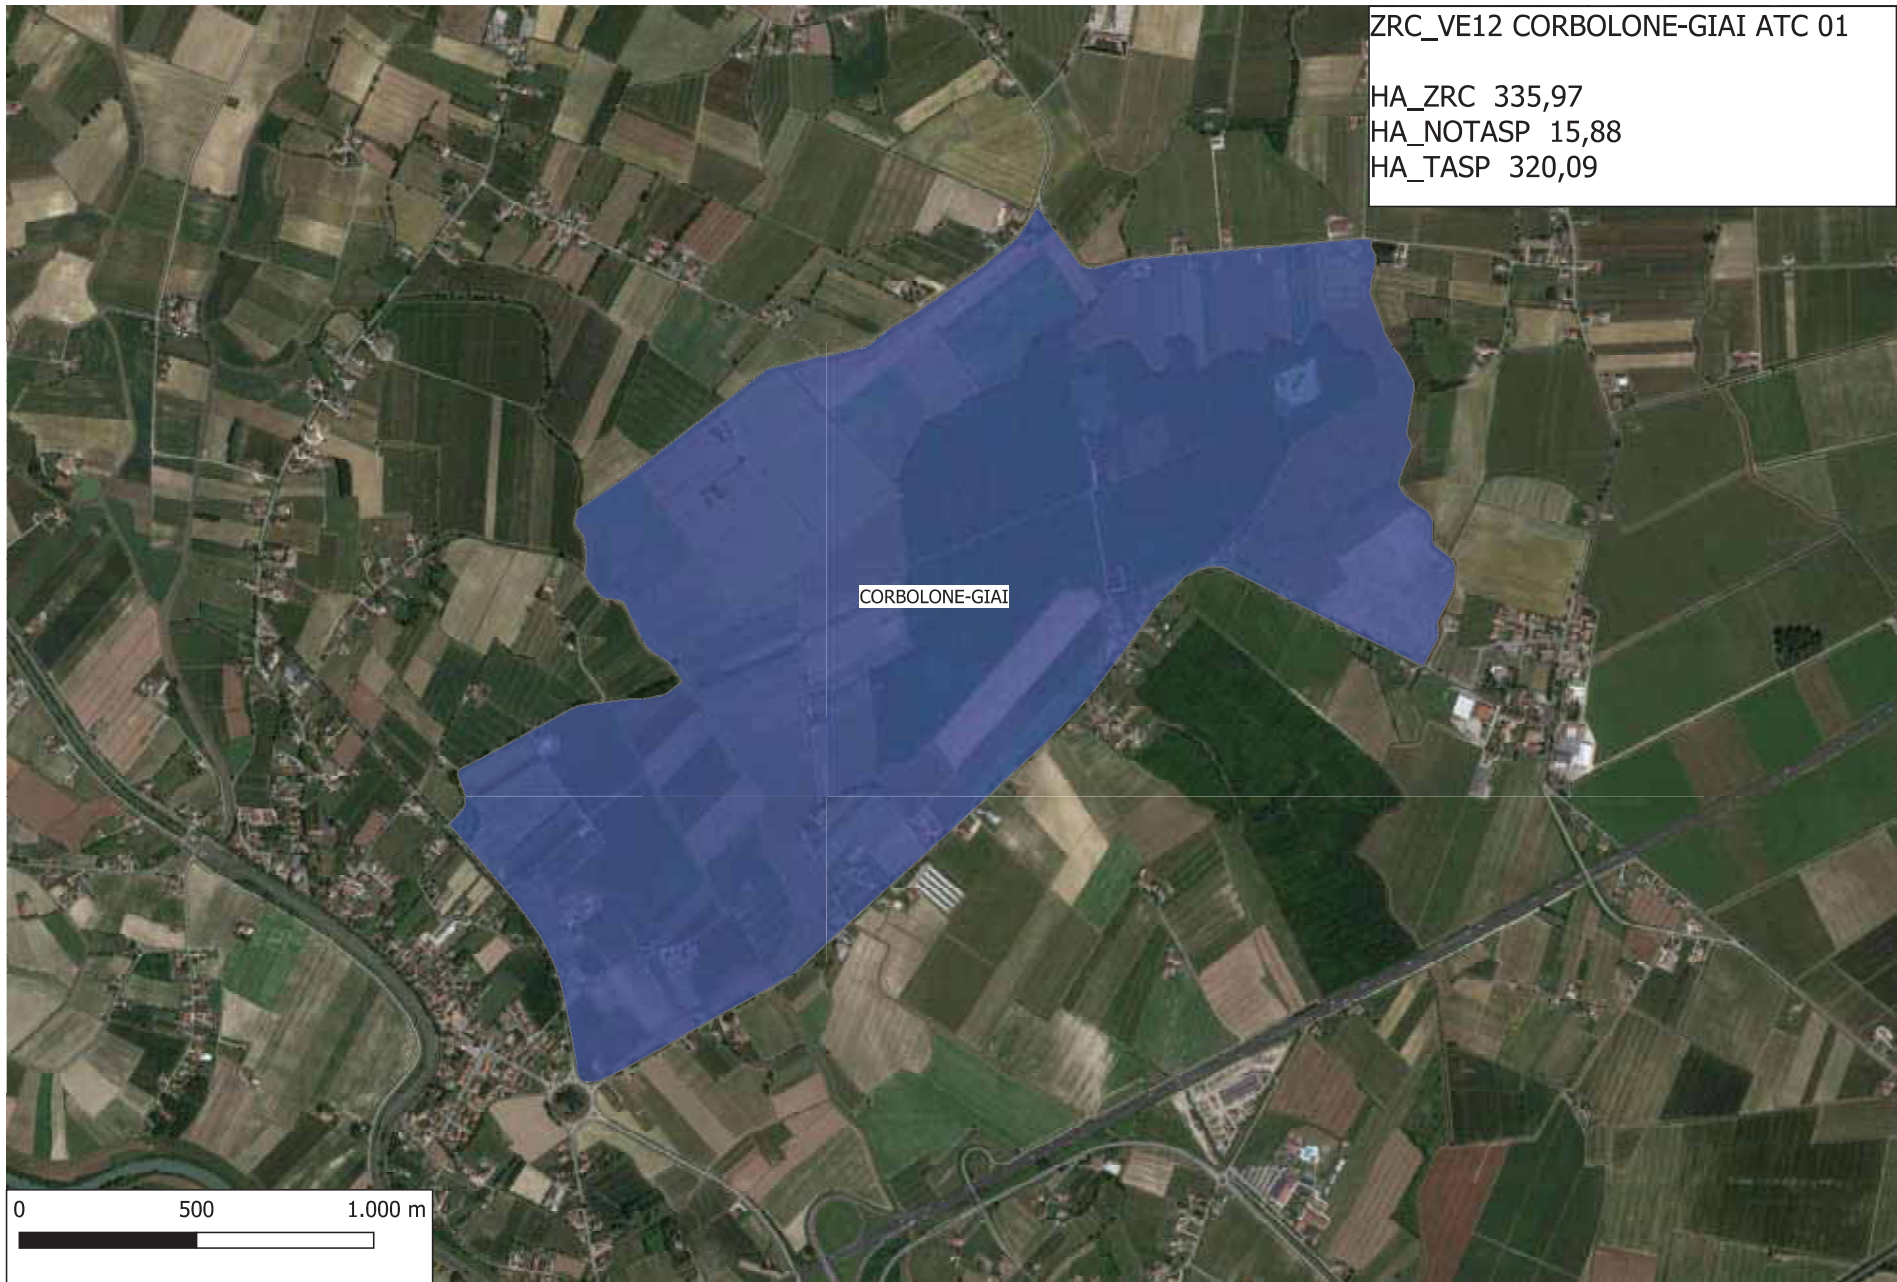 ZRC_VE12 CORBOLONE-GIAI ATC 01
HA_ZRC 335,97
HA_NOTASP 15,88
HA_TASP 320,09
CORBOLONE-GIAI
0 500 1.000 m